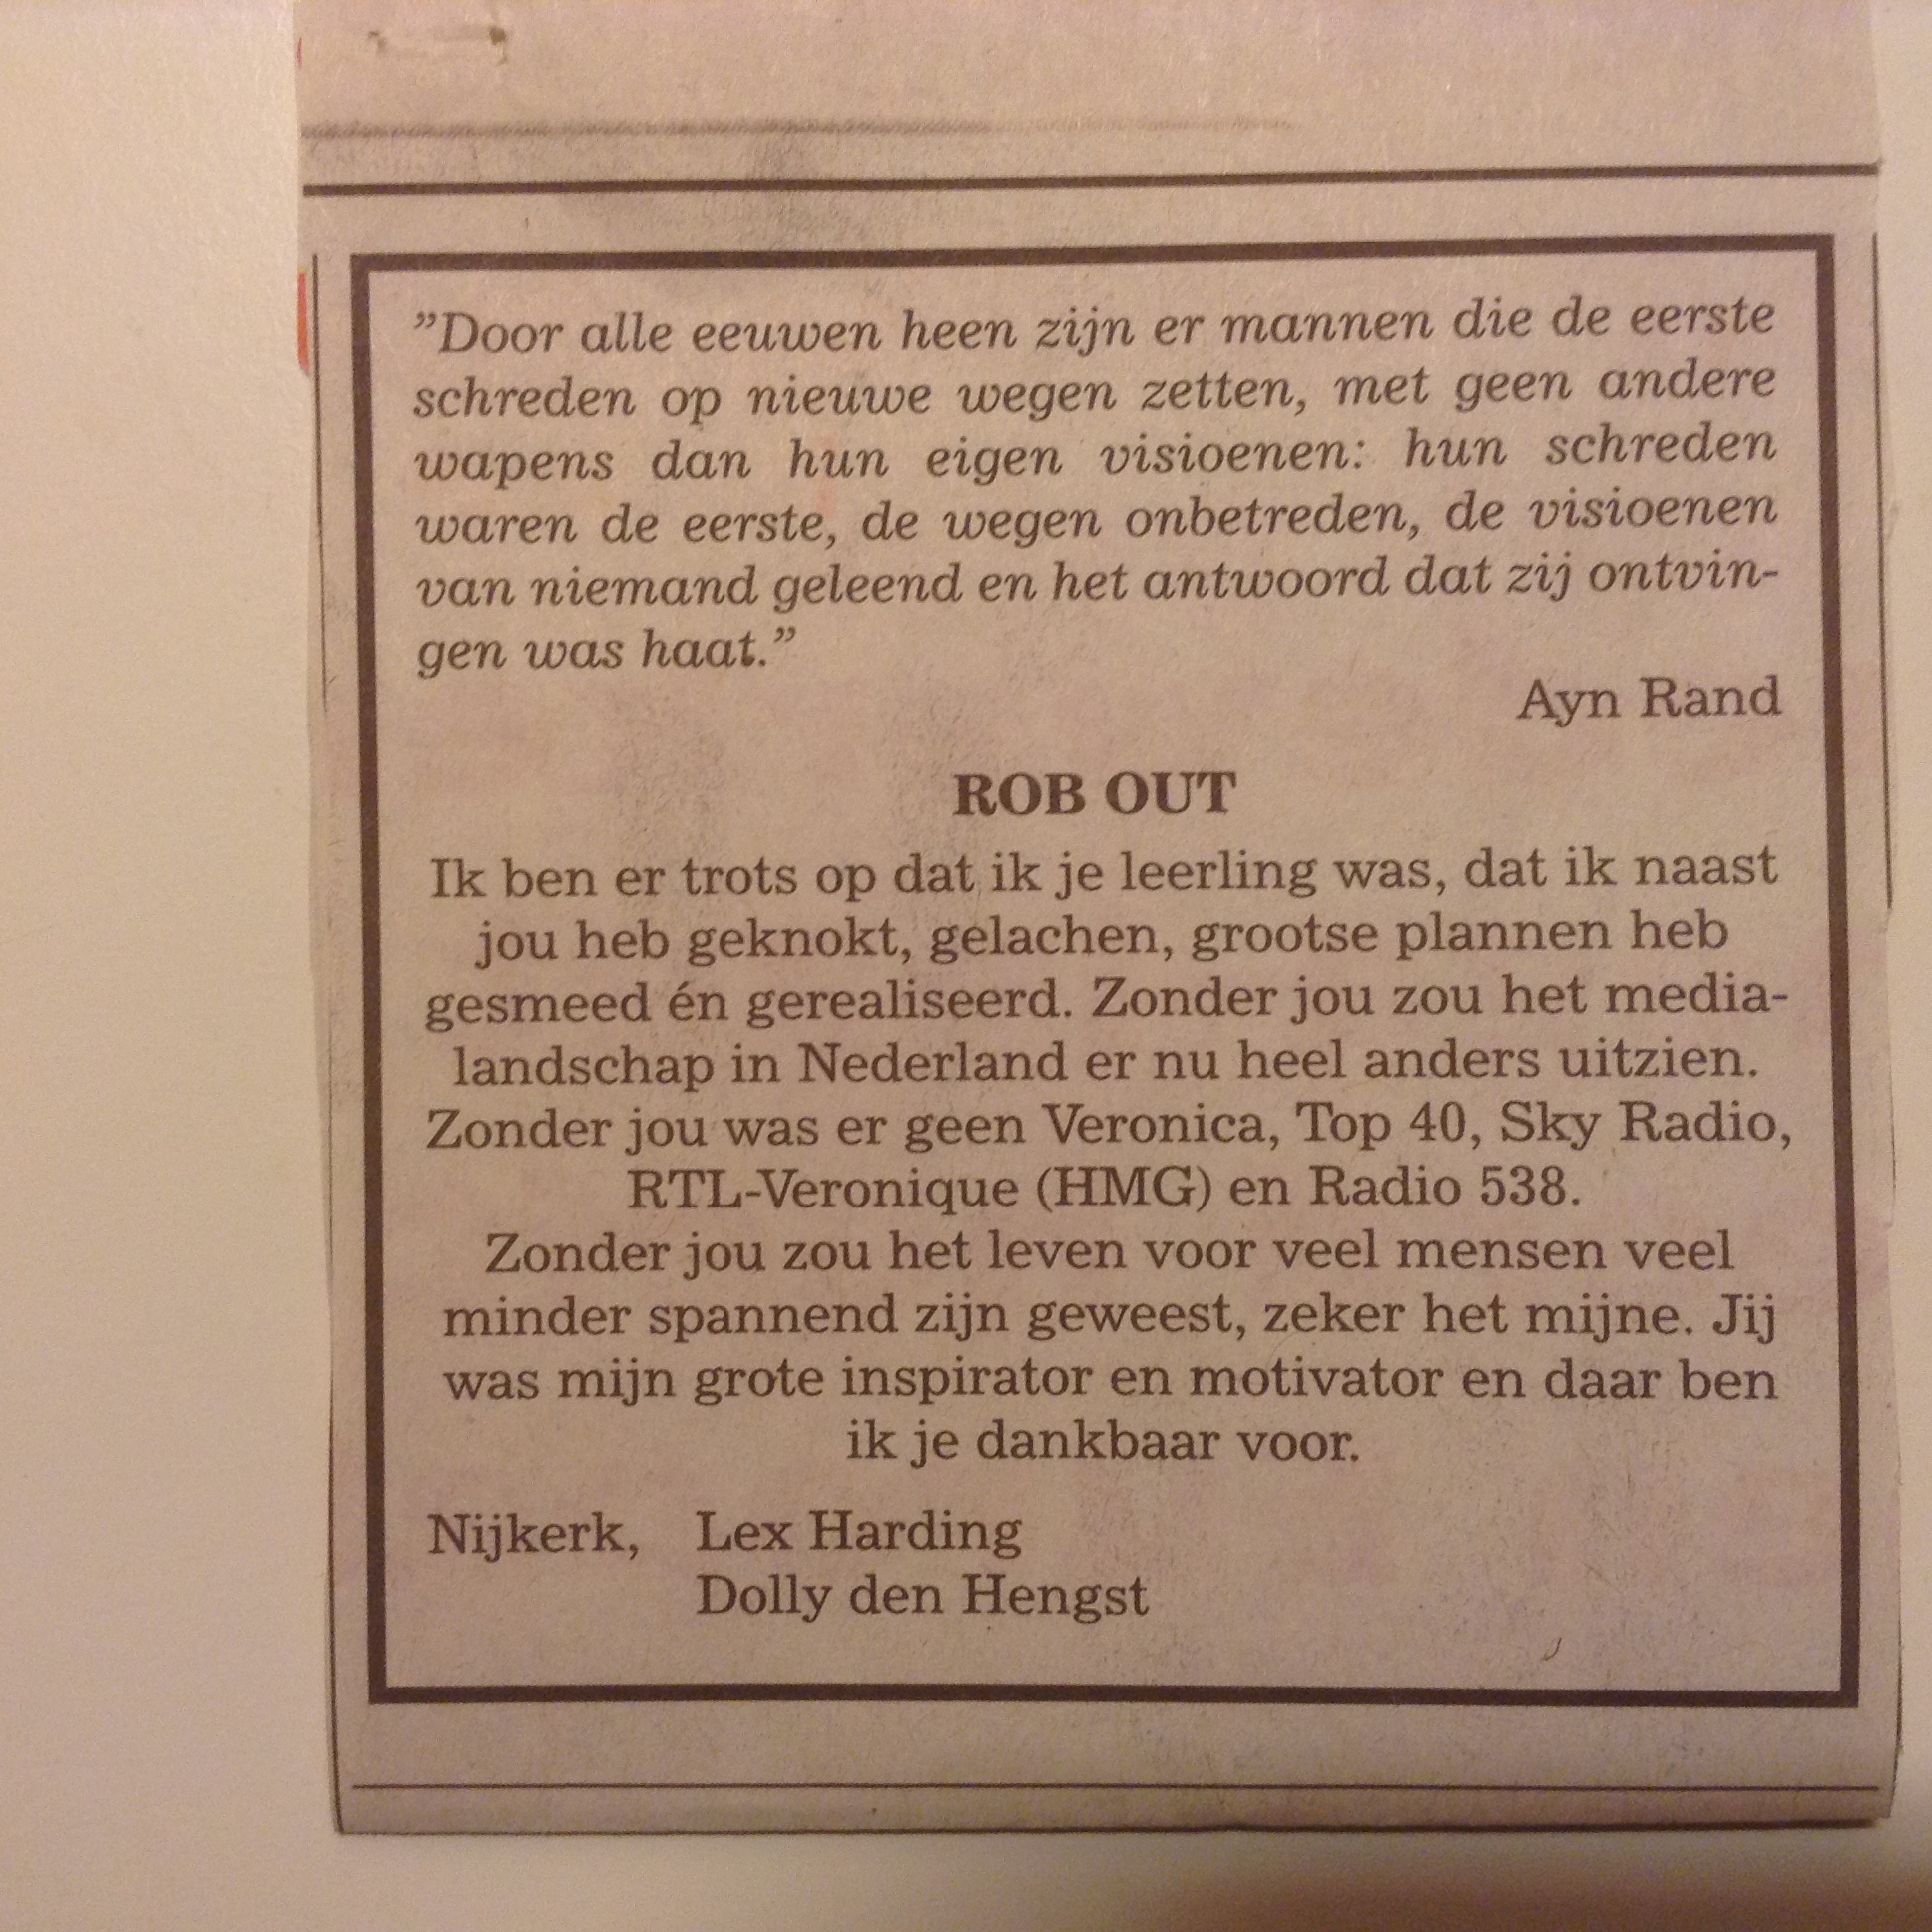 ”Door alle eeuwen heen zijn er mannen die de eerste
schreden op nieuwe wegen zetten, met geen andere
wapens dan hun eigen visioenen: hun schreden
waren de eerste, de wegen onbetreden, de visioenen
van niemand geleend en het antwoord dat zij ontvin-
gen was haat.”
Ayn Rand
ROB OUT
Ik ben er trots op dat ik je leerling was, dat ik naast
jou heb geknokt, gelachen, grootse plannen heb
gesmeed én gerealiseerd. Zonder jou zou het media-
landschap in Nederland er nu heel anders uitzien.
Zonder jou was er geen Veronica, Top 40, Sky Radio,
RTL-Veronique (HMG) en Radio 538.
Zonder jou zou het leven voor veel mensen veel
minder spannend zijn geweest, zeker het mijne. Jij
was mijn grote inspirator en motivator en daar ben
ik je dankbaar voor.
Nijkerk, Lex Harding
Dolly den Hengst